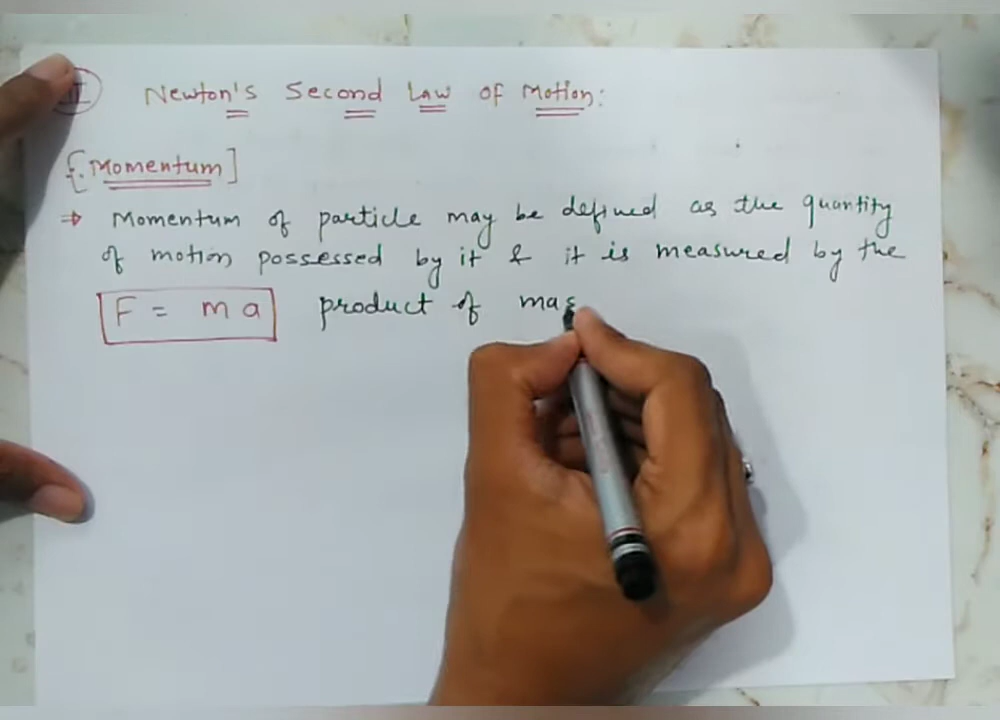 II
Newton's Second Law of Motion:
{.Momentum]
⇒ Momentum of particle may be defined as the quantity
of motion possessed by it & it is measured by the
F = ma product of mas